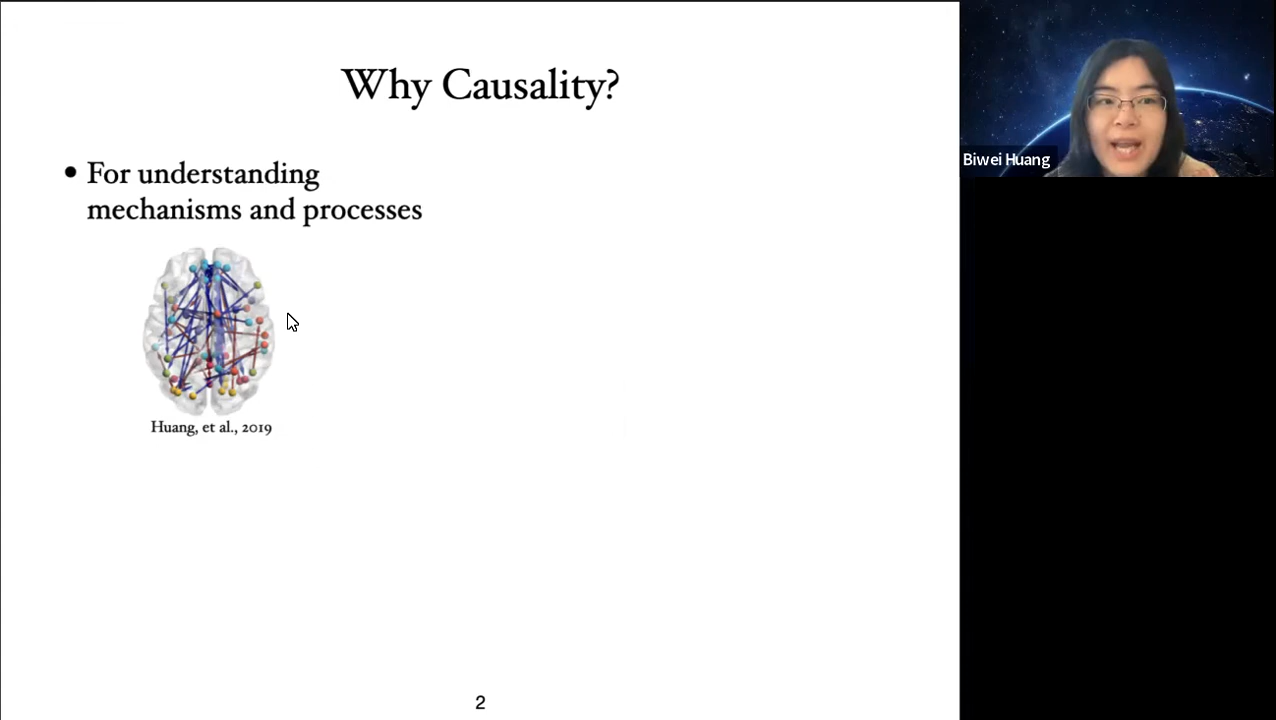 Why Causality?
Biwei Huang
• For understanding
mechanisms and processes
Huang, et al., 2019
2